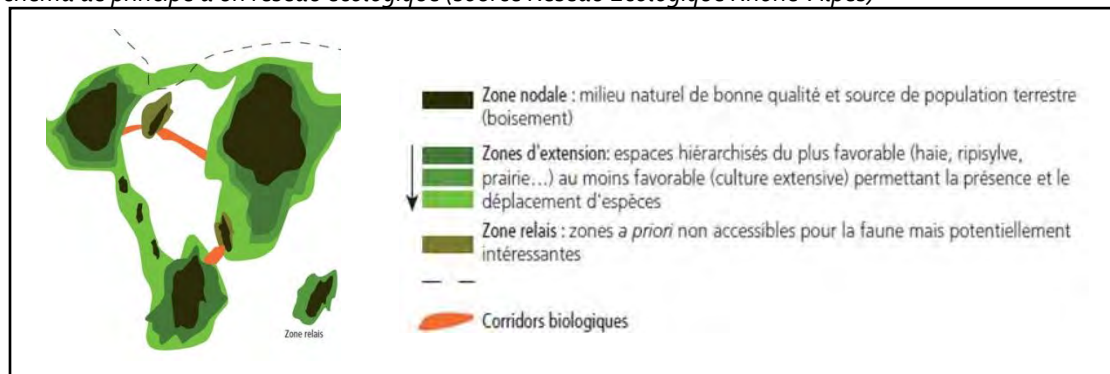 schéma de principe d'un réseau écologique (source Réseau Ecologique Rhône-Alpes)
Zone nodale : milieu naturel de bonne qualité et source de population terrestre
(boisement)
Zones d'extension: espaces hiérarchisés du plus favorable (haie, ripisylve,
prairie...) au moins favorable (culture extensive) permettant la présence et le
déplacement d'espèces
Zone relais : zones a priori non accessibles pour la faune mais potentiellement
intéressantes
Corridors biologiques
Zone relais